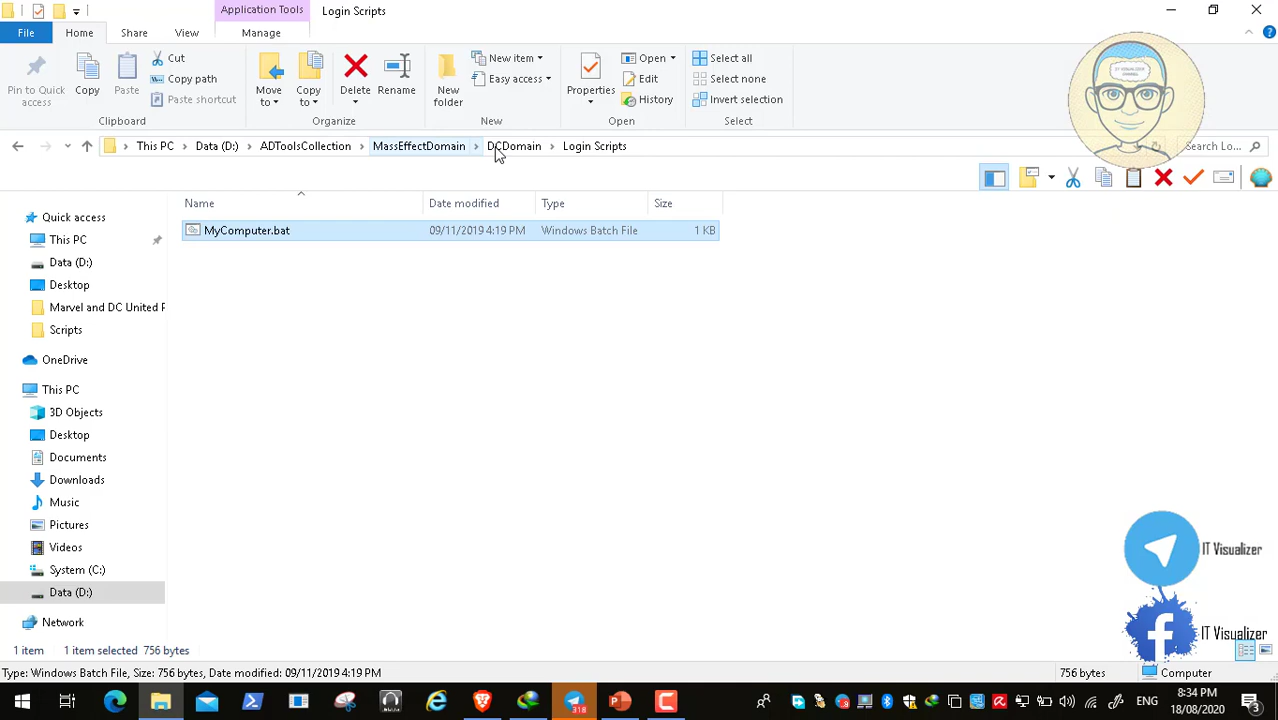 Application Tools
Login Scripts
File
Home
Share
View
Manage
Pin to Quick access
Copy
Paste
Cut
Copy path
Paste shortcut
Clipboard
Move to
Copy to
Delete
Rename
Organize
New folder
New item
Easy access
New
Properties
Open
Edit
History
Open
Select all
Select none
Invert selection
Select
IT VISUALIZER
CHANNEL
This PC
Data (D:)
ADToolsCollection
MassEffectDomain
DCDomain
Login Scripts
Search Lo...
Name
Date modified
Type
Size
MyComputer.bat
09/11/2019 4:19 PM
Windows Batch File
1 KB
Quick access
This PC
Data (D:)
Desktop
Marvel and DC United P
Scripts
OneDrive
This PC
3D Objects
Desktop
Documents
Downloads
Music
Pictures
Videos
System (C:)
Data (D:)
Network
IT Visualizer
IT Visualizer
1 item
1 item selected 756 bytes
Type: Windows Batch File, Size: 756 bytes, Date modified: 09/11/2019 4:19 PM
756 bytes
Computer
318
ENG
8:34 PM
18/08/2020
3